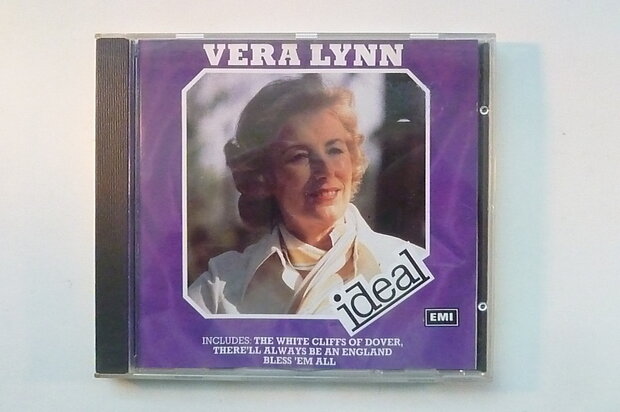 VERA LYNN
ideal
EMI
INCLUDES: THE WHITE CLIFFS OF DOVER,
THERE'LL ALWAYS BE AN ENGLAND
BLESS 'EM ALL